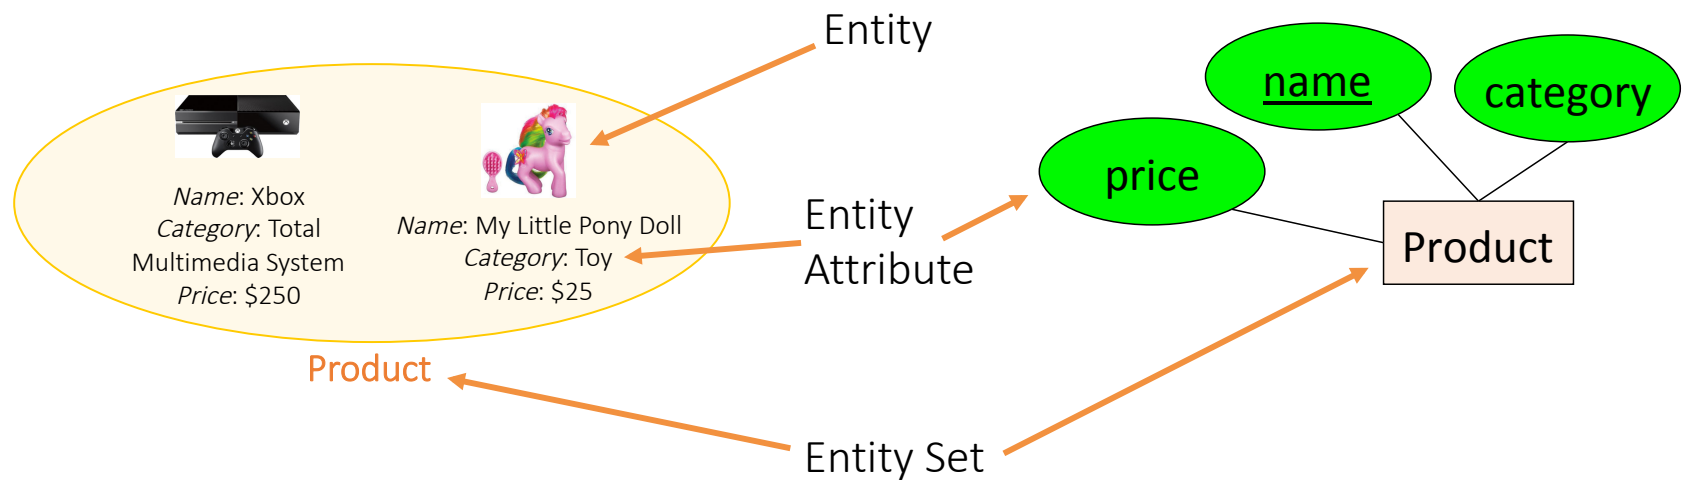 Entity
name
category
price
Name: Xbox
Category: Total
Multimedia System
Price: $250
Name: My Little Pony Doll
Category: Toy
Price: $25
Entity
Attribute
Product
Product
Entity Set